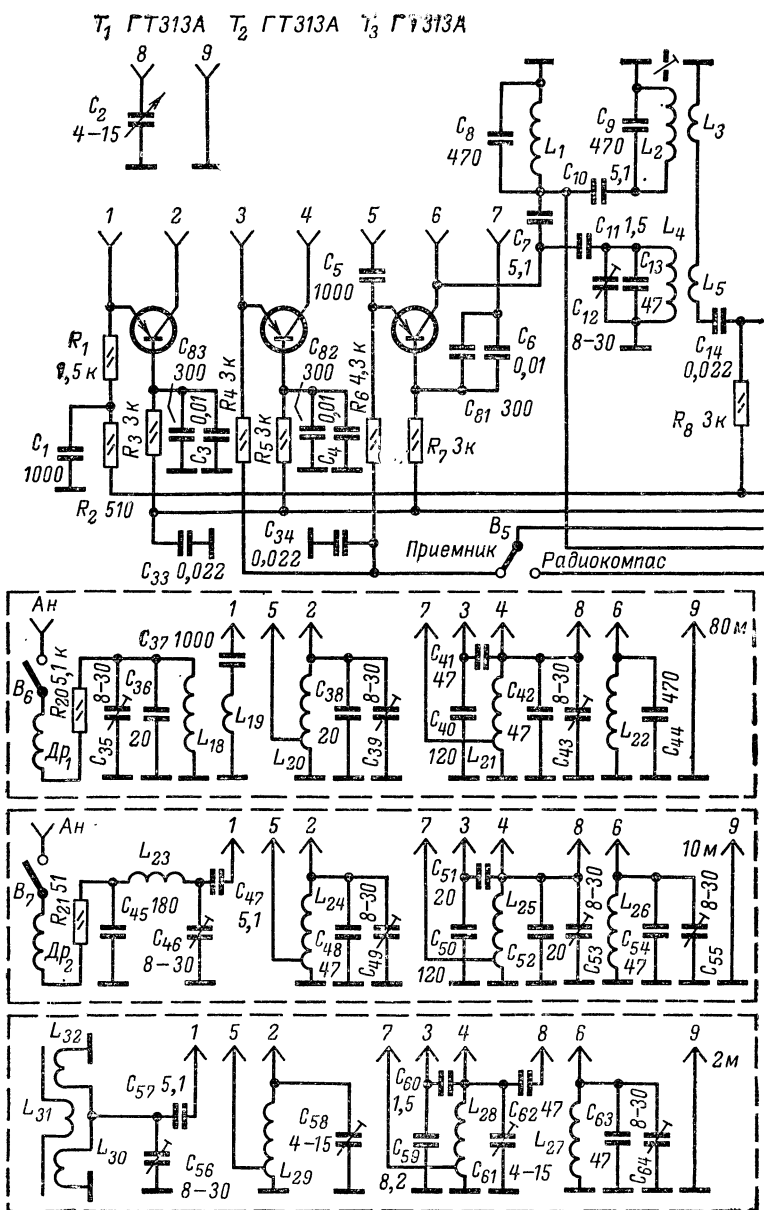 T₁ ГТ313А T₂ ГТ313А T₃ ГТ313А
8 9
C₂
4-15
C₈
470
L₁
C₉
470
L₂
L₃
C₁₀ 5,1
1 2 3 4 5 6 7
C₅
1000
C₇
5,1
C₁₁ 1,5
L₄
C₁₃
47
C₁₂
8-30
L₅
C₁₄
0,022
R₁
1,5 к
C₈₃
300
C₈₂
300
C₆
0,01
C₈₁ 300
R₃ 3 к
0,01
C₃
R₄ 3 к
R₅ 3 к
0,01
C₄
R₆ 4,3 к
R₇ 3 к
R₈ 3 к
C₁
1000
R₂ 510
C₃₃ 0,022
C₃₄
0,022
Приемник
B₅
Радиокомпас
Ан
B₆
Др₁
R₂₀ 5,1 к
8-30
C₃₅
C₃₆
20
C₃₇ 1000
L₁₈
1
L₁₉
5 2
L₂₀
C₃₈
20
8-30
C₃₉
7 3 4 8 6 9
80 м
C₄₁
47
C₄₀
120
L₂₁
C₄₂
47
8-30
C₄₃
L₂₂
470
C₄₄
Ан
B₇
Др₂
R₂₁ 51
L₂₃
C₄₅ 180
C₄₆
8-30
1
C₄₇
5,1
5 2
L₂₄
C₄₈
47
8-30
C₄₉
7 3 4 8 6 9
10 м
C₅₁
20
C₅₀
120
L₂₅
C₅₂
20
8-30
C₅₃
L₂₆
C₅₄
47
8-30
C₅₅
L₃₂
L₃₁
L₃₀
C₅₇ 5,1
1
C₅₆
8-30
5 2
C₅₈
4-15
L₂₉
7 3 4 8 6 9
2 м
C₆₀
1,5
C₅₉
8,2
L₂₈
C₆₂ 47
C₆₁ 4-15
L₂₇
C₆₃
47
8-30
C₆₄